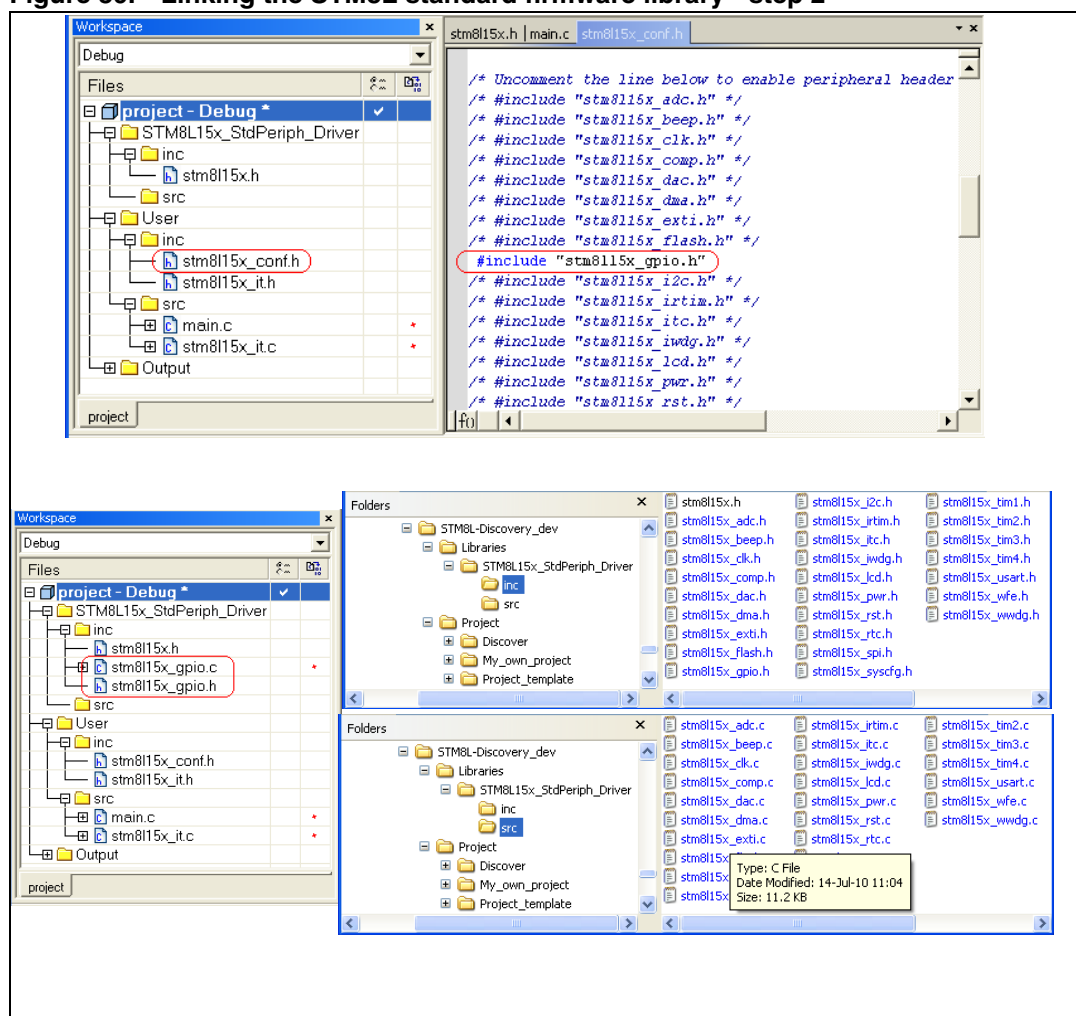 Workspace
Debug
Files
project - Debug *
STM8L15x_StdPeriph_Driver
inc
stm8l15x.h
src
User
inc
stm8l15x_conf.h
stm8l15x_it.h
src
main.c
stm8l15x_it.c
Output
project
stm8l15x.h | main.c stm8l15x_conf.h
/* Uncomment the line below to enable peripheral header
/* #include "stm8l15x_adc.h" */
/* #include "stm8l15x_beep.h" */
/* #include "stm8l15x_clk.h" */
/* #include "stm8l15x_comp.h" */
/* #include "stm8l15x_dac.h" */
/* #include "stm8l15x_dma.h" */
/* #include "stm8l15x_exti.h" */
/* #include "stm8l15x_flash.h" */
#include "stm8l15x_gpio.h"
/* #include "stm8l15x_i2c.h" */
/* #include "stm8l15x_irtim.h" */
/* #include "stm8l15x_itc.h" */
/* #include "stm8l15x_iwdg.h" */
/* #include "stm8l15x_lcd.h" */
/* #include "stm8l15x_pwr.h" */
/* #include "stm8l15x_rst.h" */
f()
Workspace
Debug
Files
project - Debug *
STM8L15x_StdPeriph_Driver
inc
stm8l15x.h
stm8l15x_gpio.c
stm8l15x_gpio.h
src
User
inc
stm8l15x_conf.h
stm8l15x_it.h
src
main.c
stm8l15x_it.c
Output
project
Folders
STM8L-Discovery_dev
Libraries
STM8L15x_StdPeriph_Driver
inc
src
Project
Discover
My_own_project
Project_template
stm8l15x.h stm8l15x_i2c.h stm8l15x_tim1.h
stm8l15x_adc.h stm8l15x_irtim.h stm8l15x_tim2.h
stm8l15x_beep.h stm8l15x_itc.h stm8l15x_tim3.h
stm8l15x_clk.h stm8l15x_iwdg.h stm8l15x_tim4.h
stm8l15x_comp.h stm8l15x_lcd.h stm8l15x_usart.h
stm8l15x_dac.h stm8l15x_pwr.h stm8l15x_wfe.h
stm8l15x_dma.h stm8l15x_rst.h stm8l15x_wwdg.h
stm8l15x_exti.h stm8l15x_rtc.h
stm8l15x_flash.h stm8l15x_spi.h
stm8l15x_gpio.h stm8l15x_syscfg.h
Folders
STM8L-Discovery_dev
Libraries
STM8L15x_StdPeriph_Driver
inc
src
Project
Discover
My_own_project
Project_template
stm8l15x_adc.c stm8l15x_irtim.c stm8l15x_tim2.c
stm8l15x_beep.c stm8l15x_itc.c stm8l15x_tim3.c
stm8l15x_clk.c stm8l15x_iwdg.c stm8l15x_tim4.c
stm8l15x_comp.c stm8l15x_lcd.c stm8l15x_usart.c
stm8l15x_dac.c stm8l15x_pwr.c stm8l15x_wfe.c
stm8l15x_dma.c stm8l15x_rst.c stm8l15x_wwdg.c
stm8l15x_exti.c stm8l15x_rtc.c
stm8l15x
stm8l15x
stm8l15x
Type: C File
Date Modified: 14-Jul-10 11:04
Size: 11.2 KB